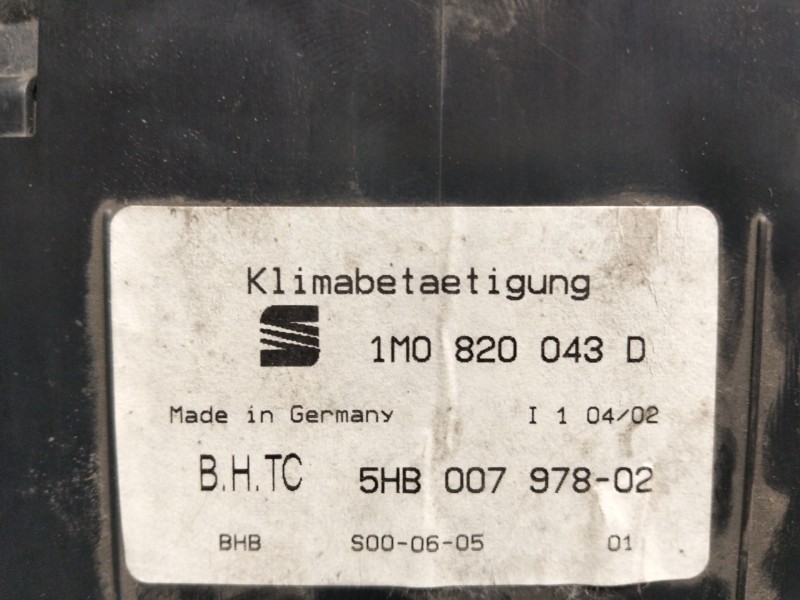 Klimabetaetigung
1M0 820 043 D
Made in Germany I 1 04/02
B.H.TC 5HB 007 978-02
BHB S00-06-05 01